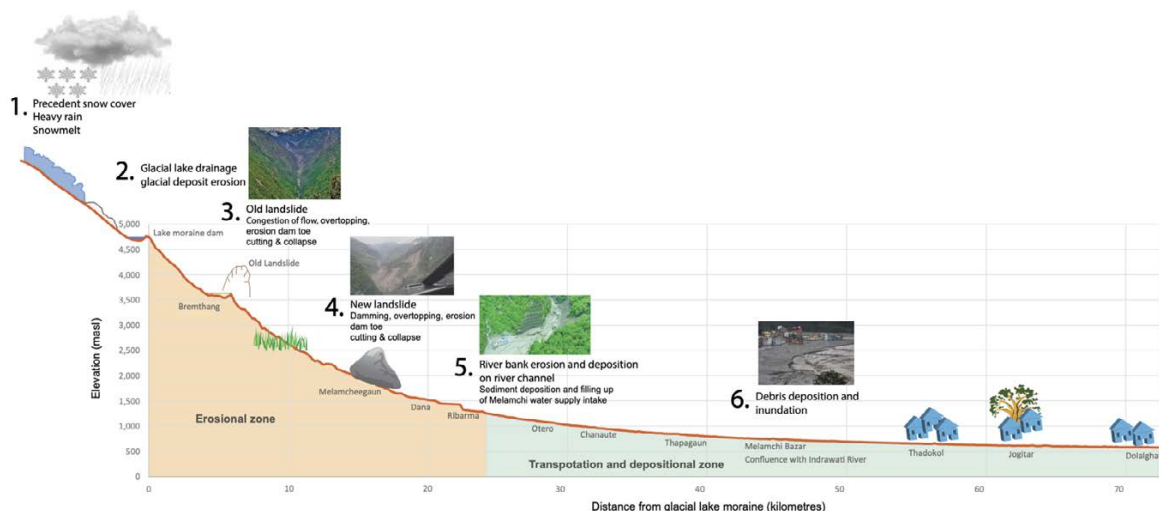 1. Precedent snow cover
Heavy rain
Snowmelt
2. Glacial lake drainage
glacial deposit erosion
3. Old landslide
Congestion of flow, overtopping,
erosion dam toe
cutting & collapse
4. New landslide
Damming, overtopping, erosion
dam toe
cutting & collapse
5. River bank erosion and deposition
on river channel
Sediment deposition and filling up
of Melamchi water supply intake
6. Debris deposition and
inundation
Elevation (masl)
5,000
4,500
4,000
3,500
3,000
2,500
2,000
1,500
1,000
500
0
Lake moraine dam
Old Landslide
Bremthang
Melamcheegaun
Dana
Ribarma
Otero
Chanaute
Thapagaun
Melamchi Bazar
Confluence with Indrawati River
Thadokol
Jogitar
Dolalgha
Erosional zone
Transpotation and depositional zone
0
10
20
30
40
50
60
70
Distance from glacial lake moraine (kilometres)